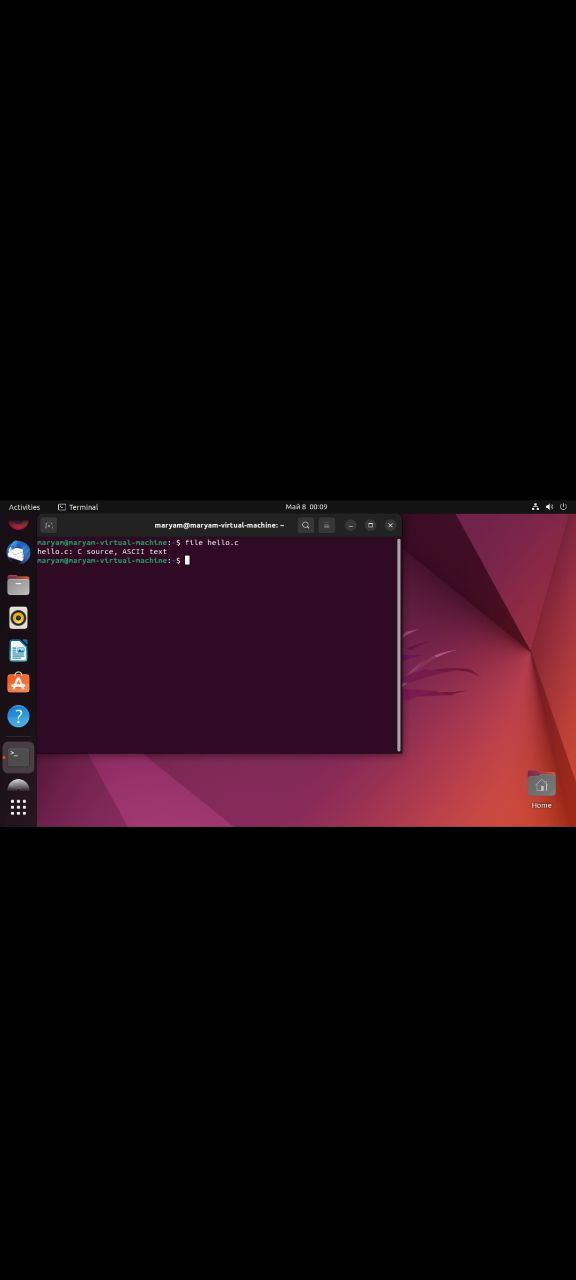 Activities Terminal Май 8 00:09
maryam@maryam-virtual-machine: ~
maryam@maryam-virtual-machine:~$ file hello.c
hello.c: C source, ASCII text
maryam@maryam-virtual-machine:~$
Home